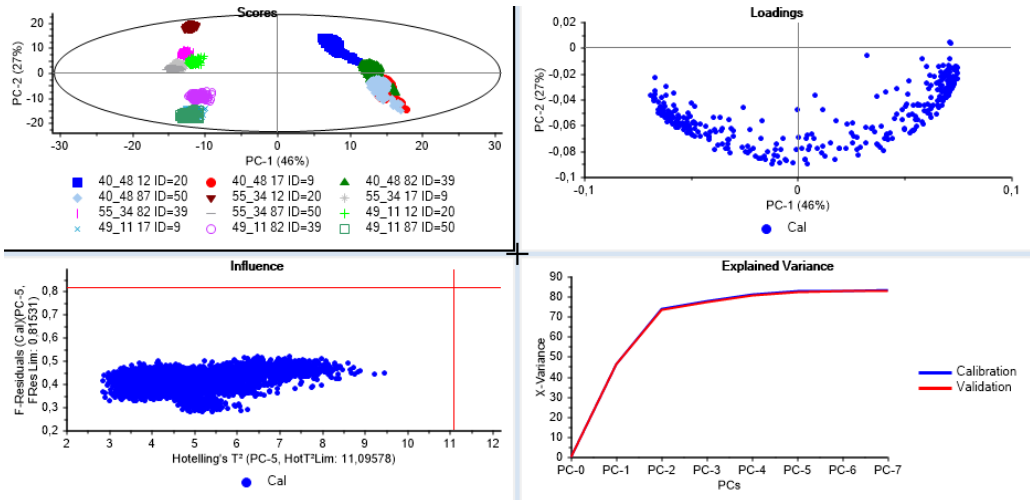 Scores
PC-2 (27%)
20
10
0
-10
-20
-30
-20
-10
0
10
20
30
PC-1 (46%)
40_48 12 ID=20
40_48 17 ID=9
40_48 82 ID=39
40_48 87 ID=50
55_34 12 ID=20
55_34 17 ID=9
55_34 82 ID=39
55_34 87 ID=50
49_11 12 ID=20
49_11 17 ID=9
49_11 82 ID=39
49_11 87 ID=50
Loadings
PC-2 (27%)
0,02
0
-0,02
-0,04
-0,06
-0,08
-0,1
-0,1
0
0,1
PC-1 (46%)
Cal
Influence
F-Residuals (Cal)(PC-5,
FRes Lim: 0,81531)
0,8
0,7
0,6
0,5
0,4
0,3
0,2
2
3
4
5
6
7
8
9
10
11
12
Hotelling's T² (PC-5, HotT²Lim: 11,09578)
Cal
Explained Variance
X-Variance
90
80
70
60
50
40
30
20
10
0
PC-0
PC-1
PC-2
PC-3
PC-4
PC-5
PC-6
PC-7
PCs
Calibration
Validation